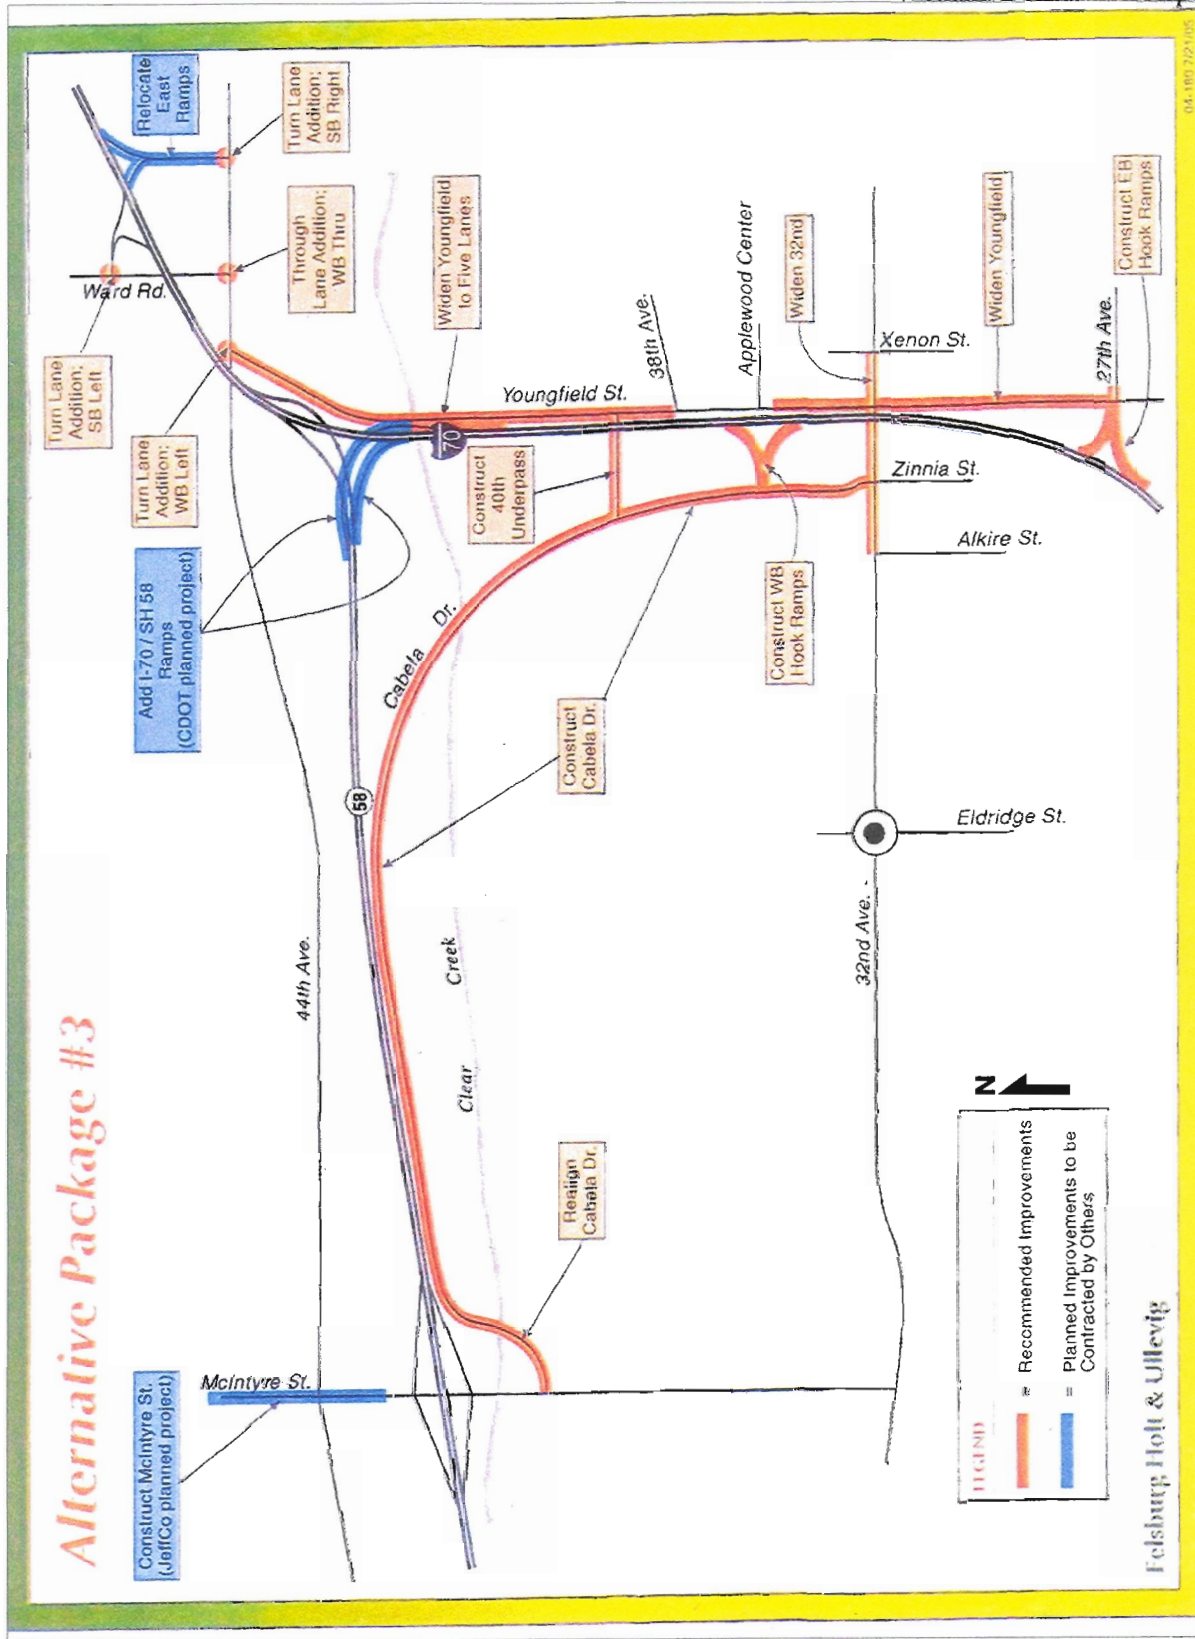 Alternative Package #3
Construct McIntyre St.
(JeffCo planned project)
McIntyre St.
44th Ave.
Add I-70 / SH 58
Ramps
(CDOT planned project)
Turn Lane
Addition;
WB Left
Turn Lane
Addition;
SB Left
Ward Rd.
Relocate
East
Ramps
Turn Lane
Addition;
SB Right
Through
Lane Addition;
WB Thru
Widen Youngfield
to Five Lanes
58
70
Cabela Dr.
Clear Creek
Youngfield St.
38th Ave.
Applewood Center
Construct
40th
Underpass
Construct
Cabela Dr.
Realign
Cabela Dr.
Construct WB
Hook Ramps
Widen 32nd
Xenon St.
Zinnia St.
Alkire St.
Eldridge St.
32nd Ave.
Widen Youngfield
27th Ave.
Construct EB
Hook Ramps
N
LEGEND
= Recommended Improvements
= Planned Improvements to be
Contracted by Others
Felsburg Holt & Ullevig
04-180 7/21/05